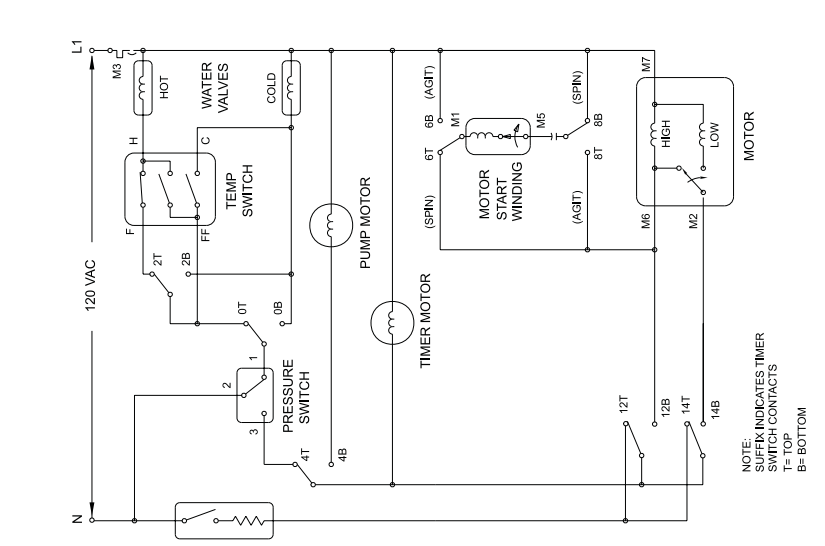 L1
M3
HOT
WATER
VALVES
COLD
H
C
TEMP
SWITCH
F
FF
2T
2B
120 VAC
0T
0B
1
2
3
PRESSURE
SWITCH
4T
4B
N
PUMP MOTOR
TIMER MOTOR
(AGIT)
6B
M1
6T
(SPIN)
MOTOR
START
WINDING
M5
(SPIN)
8B
8T
(AGIT)
M7
HIGH
LOW
MOTOR
M6
M2
12T
12B
14T
14B
NOTE:
SUFFIX INDICATES TIMER
SWITCH CONTACTS
T= TOP
B= BOTTOM